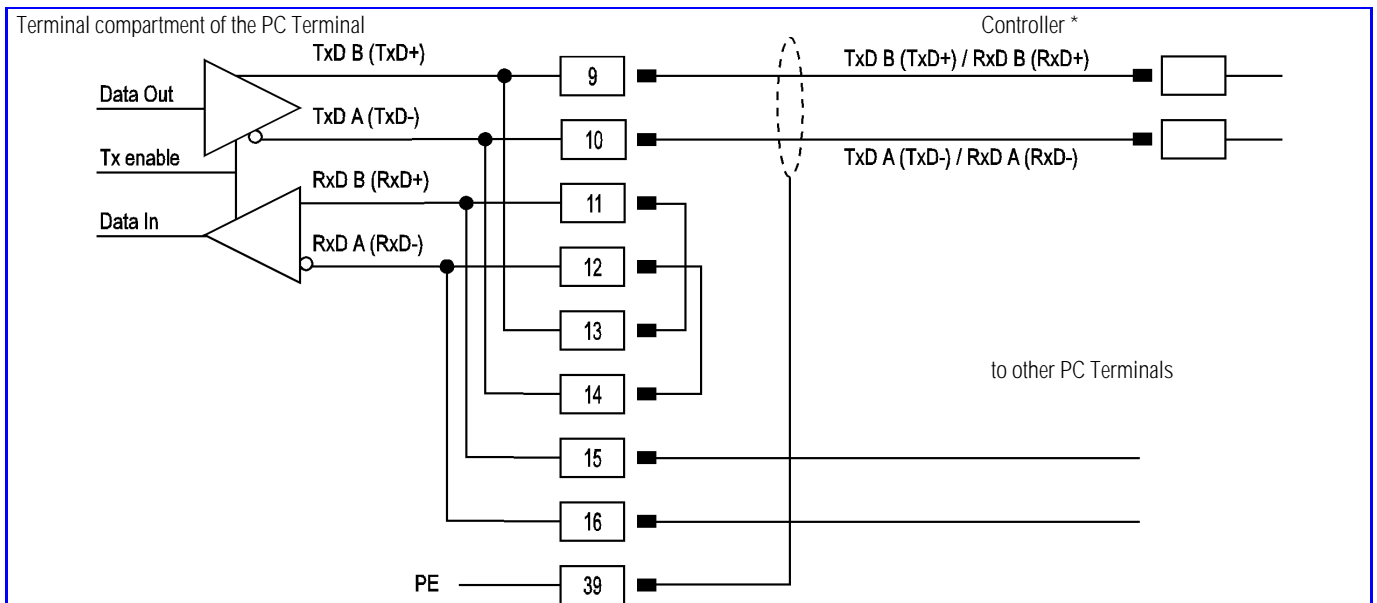 Terminal compartment of the PC Terminal
Controller *
TxD B (TxD+)
9
TxD B (TxD+) / RxD B (RxD+)
Data Out
TxD A (TxD-)
10
TxD A (TxD-) / RxD A (RxD-)
Tx enable
RxD B (RxD+)
11
Data In
RxD A (RxD-)
12
13
to other PC Terminals
14
15
16
PE
39